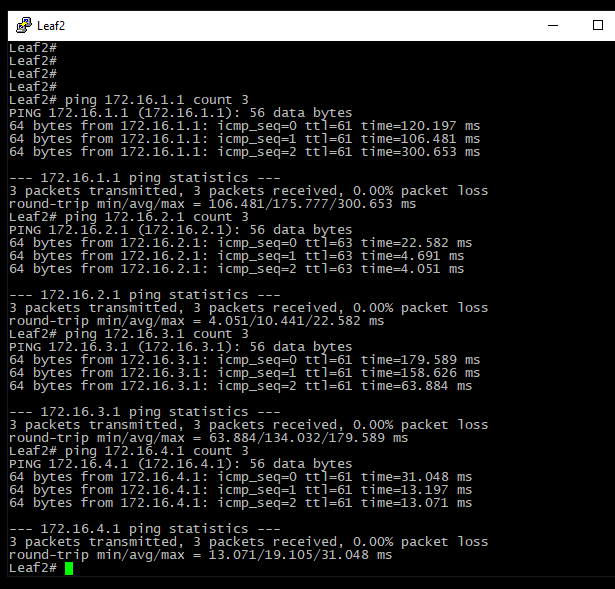 Leaf2
Leaf2#
Leaf2#
Leaf2#
Leaf2#
Leaf2# ping 172.16.1.1 count 3
PING 172.16.1.1 (172.16.1.1): 56 data bytes
64 bytes from 172.16.1.1: icmp_seq=0 ttl=61 time=120.197 ms
64 bytes from 172.16.1.1: icmp_seq=1 ttl=61 time=106.481 ms
64 bytes from 172.16.1.1: icmp_seq=2 ttl=61 time=300.653 ms
--- 172.16.1.1 ping statistics ---
3 packets transmitted, 3 packets received, 0.00% packet loss
round-trip min/avg/max = 106.481/175.777/300.653 ms
Leaf2# ping 172.16.2.1 count 3
PING 172.16.2.1 (172.16.2.1): 56 data bytes
64 bytes from 172.16.2.1: icmp_seq=0 ttl=63 time=22.582 ms
64 bytes from 172.16.2.1: icmp_seq=1 ttl=63 time=4.691 ms
64 bytes from 172.16.2.1: icmp_seq=2 ttl=63 time=4.051 ms
--- 172.16.2.1 ping statistics ---
3 packets transmitted, 3 packets received, 0.00% packet loss
round-trip min/avg/max = 4.051/10.441/22.582 ms
Leaf2# ping 172.16.3.1 count 3
PING 172.16.3.1 (172.16.3.1): 56 data bytes
64 bytes from 172.16.3.1: icmp_seq=0 ttl=61 time=179.589 ms
64 bytes from 172.16.3.1: icmp_seq=1 ttl=61 time=158.626 ms
64 bytes from 172.16.3.1: icmp_seq=2 ttl=61 time=63.884 ms
--- 172.16.3.1 ping statistics ---
3 packets transmitted, 3 packets received, 0.00% packet loss
round-trip min/avg/max = 63.884/134.032/179.589 ms
Leaf2# ping 172.16.4.1 count 3
PING 172.16.4.1 (172.16.4.1): 56 data bytes
64 bytes from 172.16.4.1: icmp_seq=0 ttl=61 time=31.048 ms
64 bytes from 172.16.4.1: icmp_seq=1 ttl=61 time=13.197 ms
64 bytes from 172.16.4.1: icmp_seq=2 ttl=61 time=13.071 ms
--- 172.16.4.1 ping statistics ---
3 packets transmitted, 3 packets received, 0.00% packet loss
round-trip min/avg/max = 13.071/19.105/31.048 ms
Leaf2#